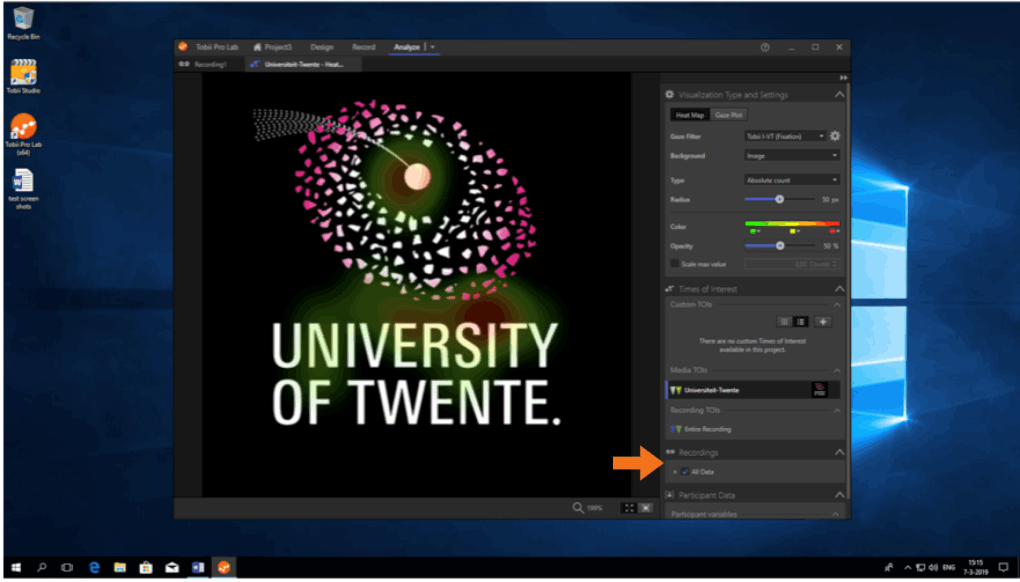 Recycle Bin
Tobii Studio
Tobii Pro Lab
(x64)
test screen
shots
Tobii Pro Lab
Project3
Design
Record
Analyze
Recording1
Universiteit-Twente - Heat...
UNIVERSITY
OF TWENTE.
199%
Visualization Type and Settings
Heat Map Gaze Plot
Gaze Filter Tobii I-VT (Fixation)
Background Image
Type Absolute count
Radius 50 px
Color
Opacity 50 %
Scale max value
Times of Interest
Custom TOIs
There are no custom Times of Interest
available in this project.
Media TOIs
Universiteit-Twente
Recording TOIs
Entire Recording
Recordings
All Data
Participant Data
Participant variables
ENG
15:15
7-3-2019